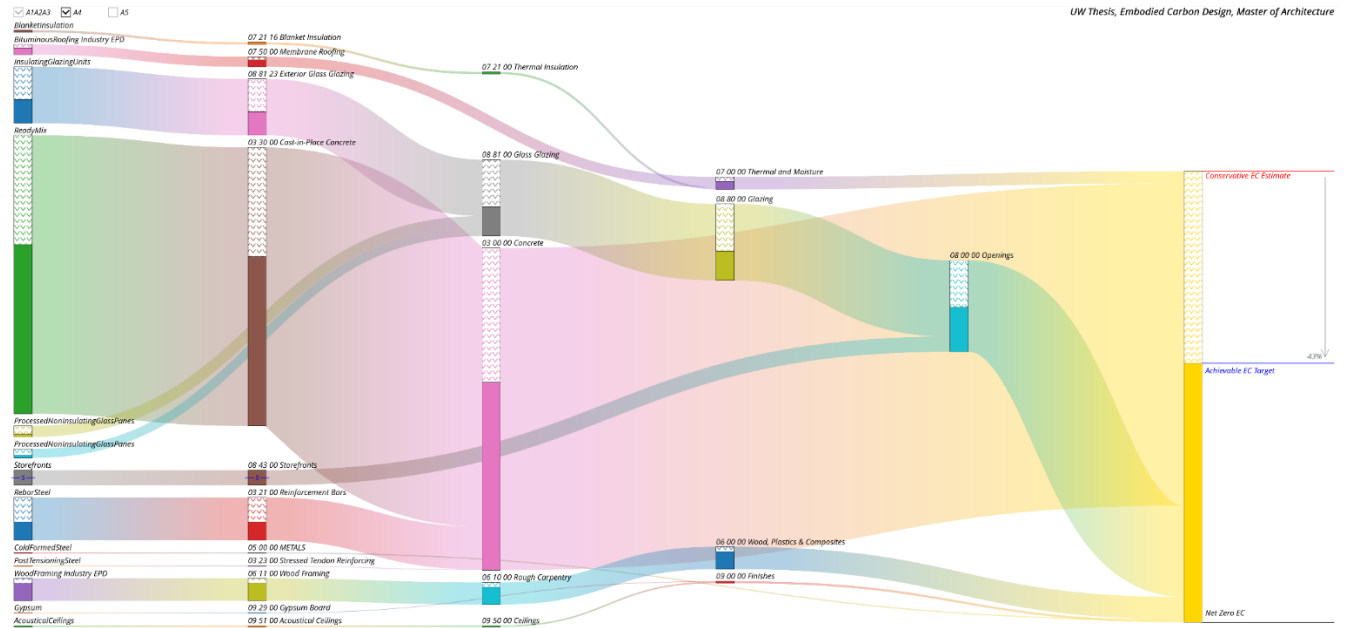 A1A2A3 A4 A5
UW Thesis, Embodied Carbon Design, Master of Architecture
BlanketInsulation
07 21 16 Blanket Insulation
BituminousRoofing Industry EPD
07 50 00 Membrane Roofing
InsulatingGlazingUnits
07 21 00 Thermal Insulation
08 81 23 Exterior Glass Glazing
ReadyMix
03 30 00 Cast-in-Place Concrete
08 81 00 Glass Glazing
07 00 00 Thermal and Moisture
Conservative EC Estimate
08 80 00 Glazing
03 00 00 Concrete
08 00 00 Openings
43%
Achievable EC Target
ProcessedNonInsulatingGlassPanes
ProcessedNonInsulatingGlassPanes
Storefronts
08 43 00 Storefronts
RebarSteel
03 21 00 Reinforcement Bars
ColdFormedSteel
05 00 00 METALS
06 00 00 Wood, Plastics & Composites
PostTensioningSteel
03 23 00 Stressed Tendon Reinforcing
WoodFraming Industry EPD
06 11 00 Wood Framing
06 10 00 Rough Carpentry
09 00 00 Finishes
Gypsum
09 29 00 Gypsum Board
Net Zero EC
AcousticalCeilings
09 51 00 Acoustical Ceilings
09 50 00 Ceilings